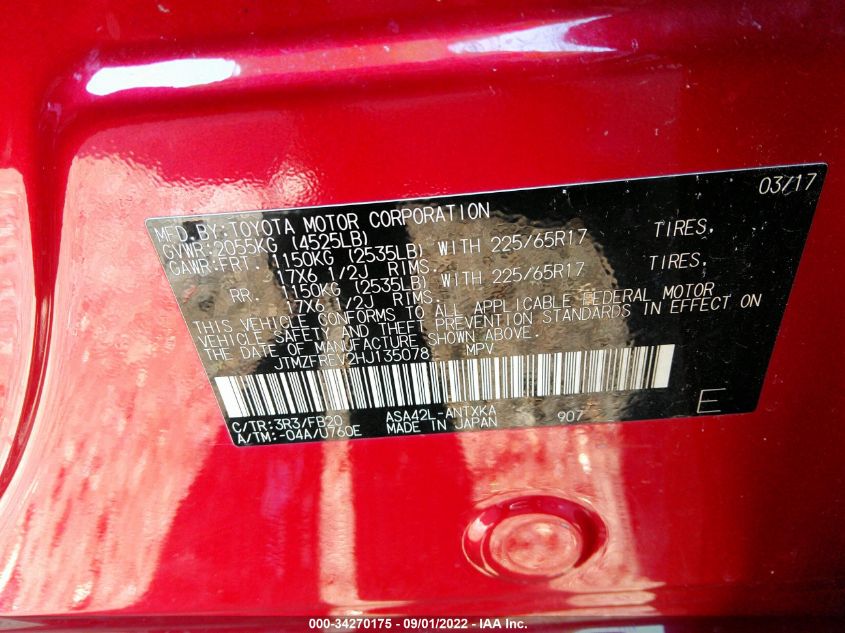 03/17
MFD.BY:TOYOTA MOTOR CORPORATION
GVWR:2055KG (4525LB)
GAWR:FRT. 1150KG (2535LB) WITH 225/65R17 TIRES,
17X6 1/2J RIMS.
RR. 1150KG (2535LB) WITH 225/65R17 TIRES,
17X6 1/2J RIMS.
THIS VEHICLE CONFORMS TO ALL APPLICABLE FEDERAL MOTOR
VEHICLE SAFETY AND THEFT PREVENTION STANDARDS IN EFFECT ON
THE DATE OF MANUFACTURE SHOWN ABOVE.
JTMZFREV2HJ135078 MPV
C/TR:3R3/FB20 ASA42L-ANTXKA 907 E
A/TM:-04A/U760E MADE IN JAPAN
000-34270175 - 09/01/2022 - IAA Inc.